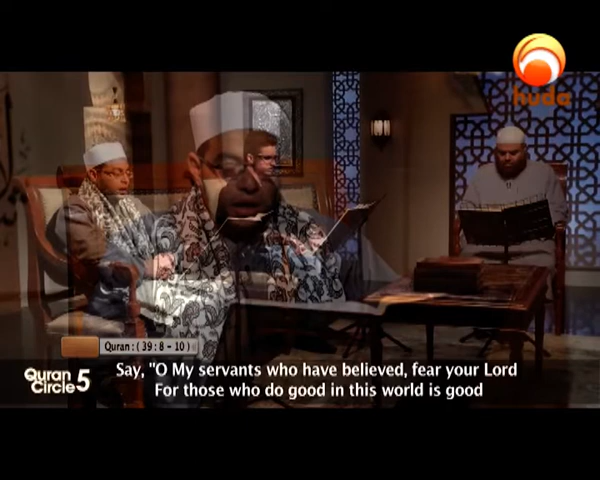 huda
Quran : ( 39 : 8 - 10 )
Quran Circle 5
Say, "O My servants who have believed, fear your Lord
For those who do good in this world is good